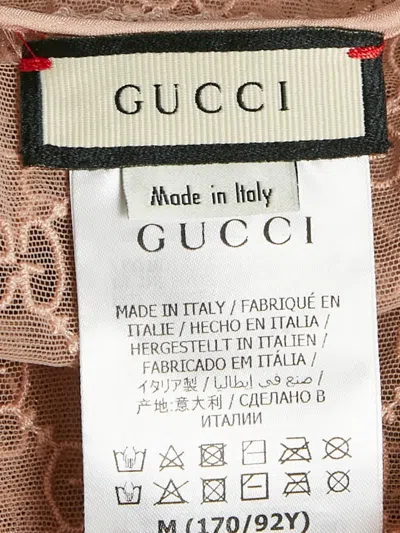 GUCCI
Made in Italy
GUCCI
MADE IN ITALY / FABRIQUÉ EN
ITALIE / HECHO EN ITALIA /
HERGESTELLT IN ITALIEN /
FABRICADO EM ITÁLIA /
イタリア製 / صنع في إيطاليا /
产地:意大利 / СДЕЛАНО В
ИТАЛИИ
M (170/92Y)